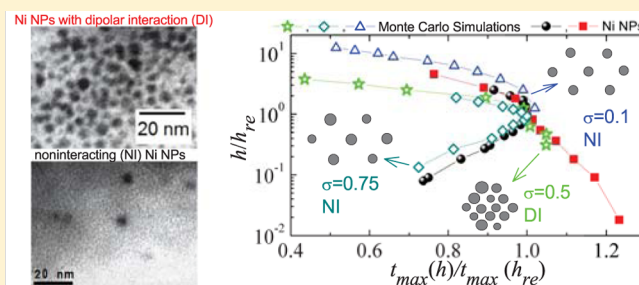 Ni NPs with dipolar interaction (DI)
20 nm
noninteracting (NI) Ni NPs
20 nm
Monte Carlo Simulations
Ni NPs
h/h_re
10^1
10^0
10^-1
10^-2
σ=0.1
NI
σ=0.75
NI
σ=0.5
DI
0.4 0.6 0.8 1.0 1.2
t_max(h)/t_max(h_re)